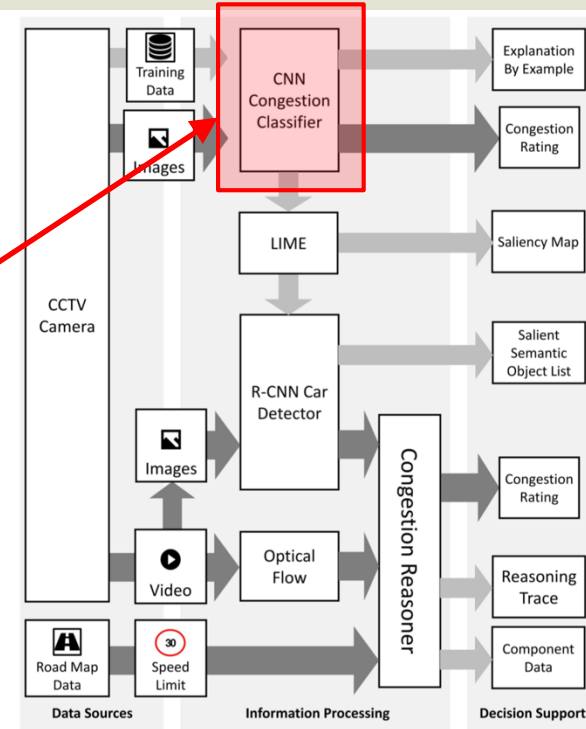 Training
Data
CNN
Congestion
Classifier
Explanation
By Example
Images
Congestion
Rating
LIME
Saliency Map
CCTV
Camera
Salient
Semantic
Object List
R-CNN Car
Detector
Images
Congestion Reasoner
Congestion
Rating
Video
Optical
Flow
Reasoning
Trace
Road Map
Data
30
Speed
Limit
Component
Data
Data Sources
Information Processing
Decision Support